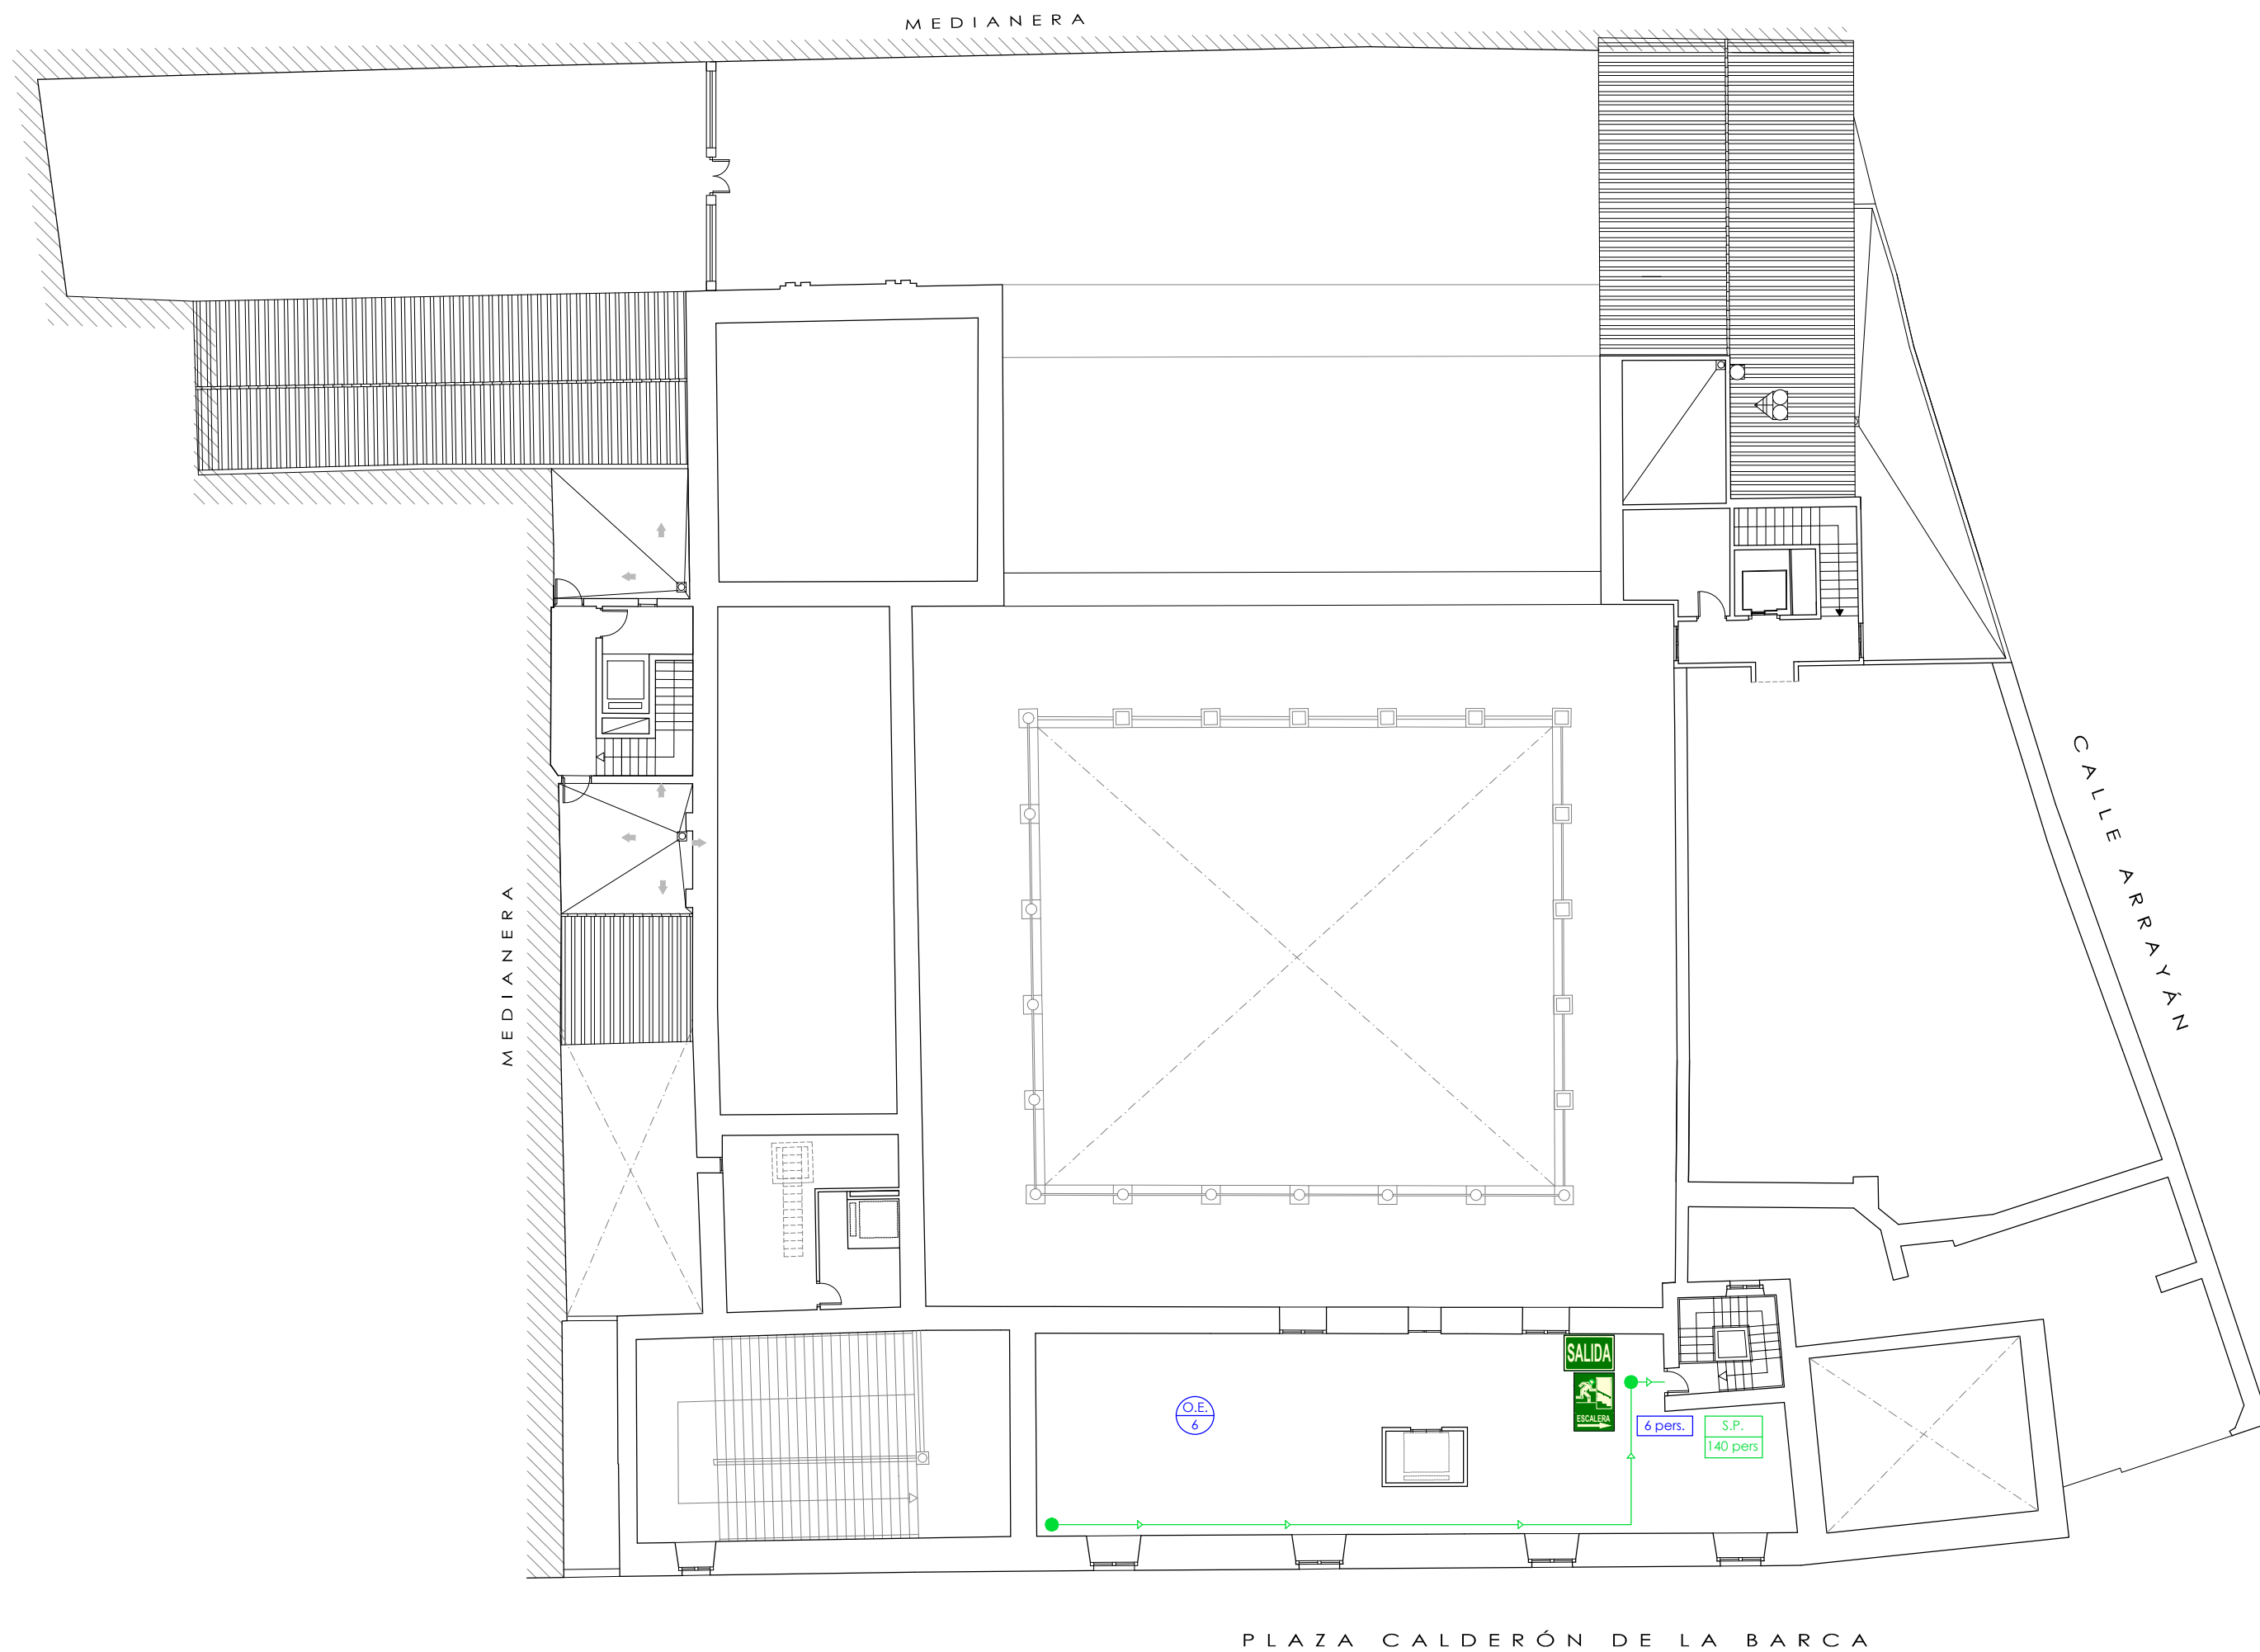 MEDIANERA
CALLE ARRAYÁN
MEDIANERA
SALIDA
ESCALERA
O.E.
6
6 pers.
S.P.
140 pers
PLAZA CALDERÓN DE LA BARCA